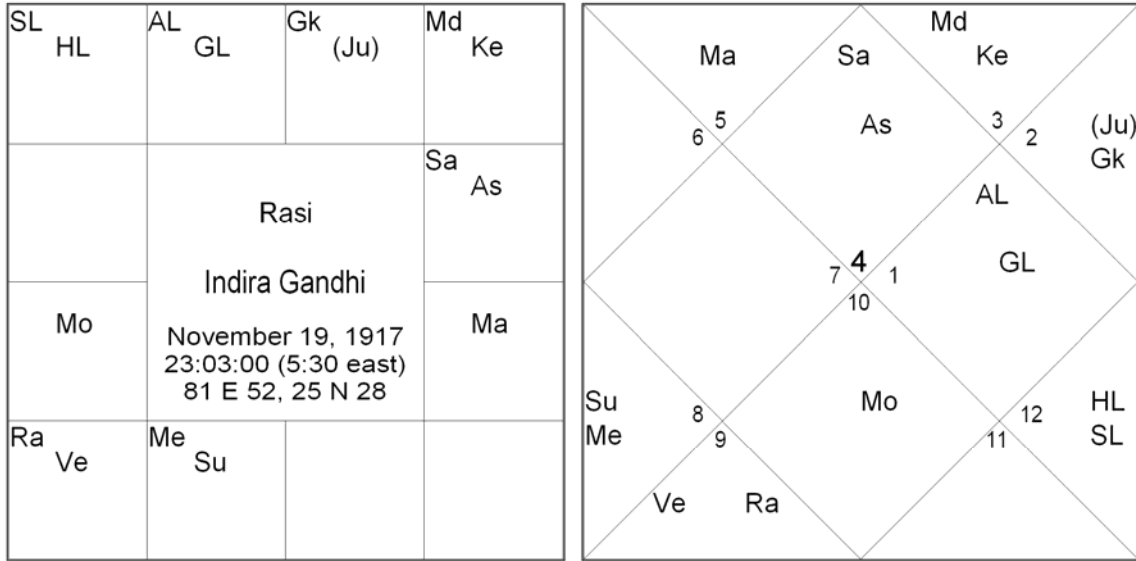 SL
HL
AL
GL
Gk
(Ju)
Md
Ke
Sa
As
Rasi
Indira Gandhi
November 19, 1917
23:03:00 (5:30 east)
81 E 52, 25 N 28
Mo
Ma
Ra
Ve
Me
Su
Md
Ma
Sa
Ke
As
5
6
3
2
(Ju)
Gk
AL
GL
4
7
1
10
Su
Me
8
9
Mo
12
11
HL
SL
Ve
Ra